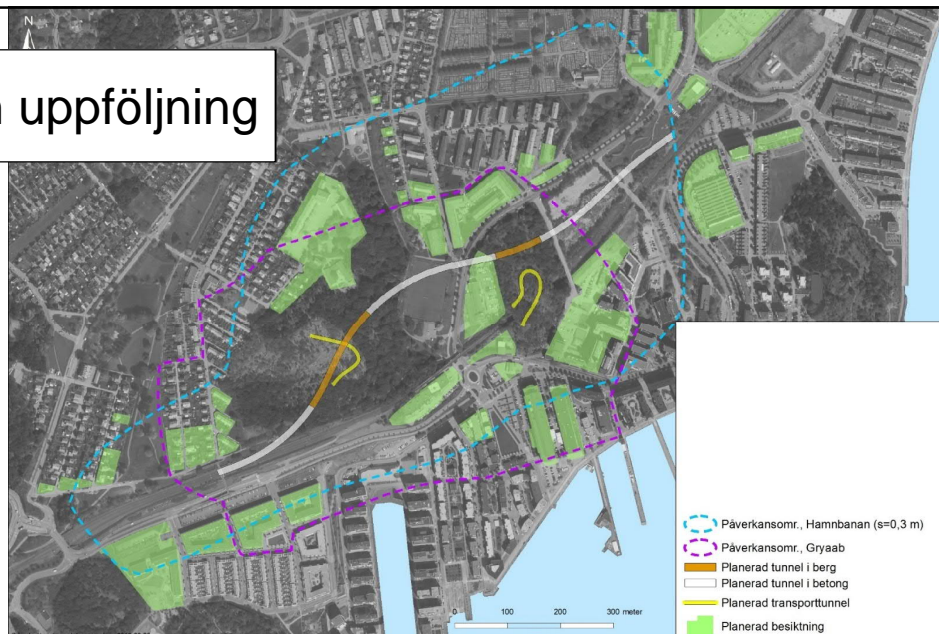 N
uppföljning
Påverkansomr., Hamnbanan (s=0,3 m)
Påverkansomr., Gryaab
Planerad tunnel i berg
Planerad tunnel i betong
Planerad transporttunnel
Planerad besiktning
0 100 200 300 meter